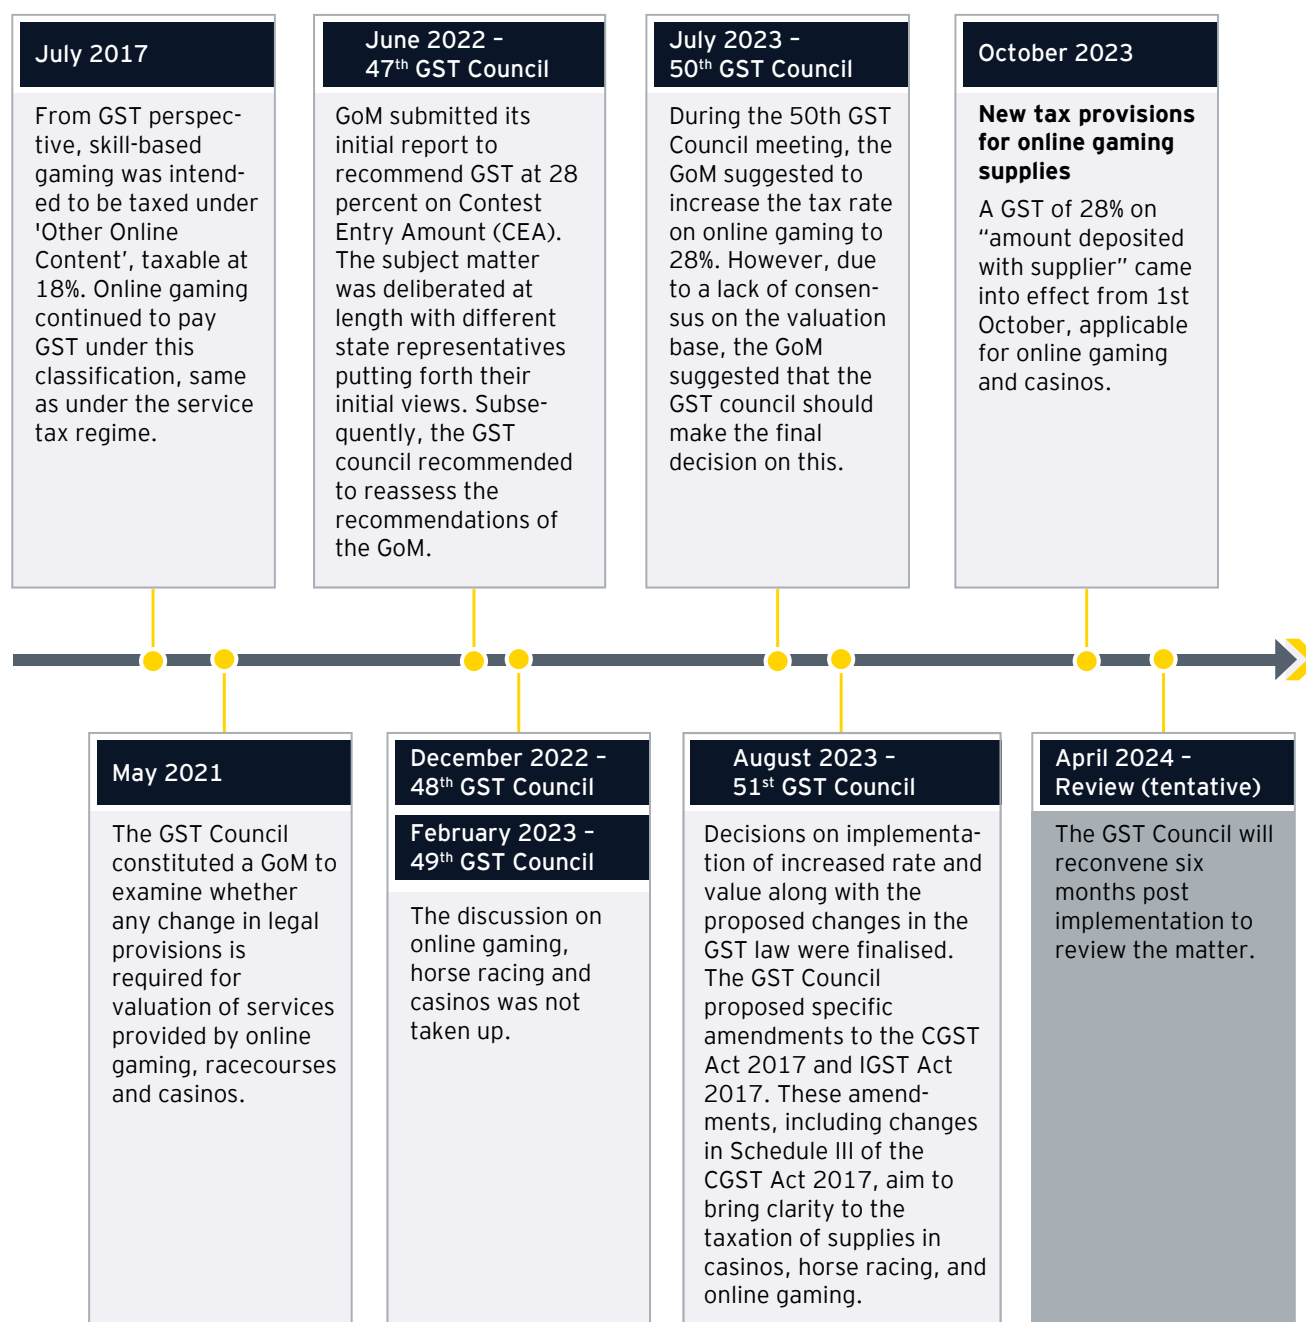 July 2017
From GST perspec-
tive, skill-based
gaming was intend-
ed to be taxed under
'Other Online
Content’, taxable at
18%. Online gaming
continued to pay
GST under this
classification, same
as under the service
tax regime.
June 2022 –
47th GST Council
GoM submitted its
initial report to
recommend GST at 28
percent on Contest
Entry Amount (CEA).
The subject matter
was deliberated at
length with different
state representatives
putting forth their
initial views. Subse-
quently, the GST
council recommended
to reassess the
recommendations of
the GoM.
July 2023 –
50th GST Council
During the 50th GST
Council meeting, the
GoM suggested to
increase the tax rate
on online gaming to
28%. However, due
to a lack of consen-
sus on the valuation
base, the GoM
suggested that the
GST council should
make the final
decision on this.
October 2023
New tax provisions
for online gaming
supplies
A GST of 28% on
“amount deposited
with supplier” came
into effect from 1st
October, applicable
for online gaming
and casinos.
May 2021
The GST Council
constituted a GoM to
examine whether
any change in legal
provisions is
required for
valuation of services
provided by online
gaming, racecourses
and casinos.
December 2022 –
48th GST Council
February 2023 –
49th GST Council
The discussion on
online gaming,
horse racing and
casinos was not
taken up.
August 2023 –
51st GST Council
Decisions on implementa-
tion of increased rate and
value along with the
proposed changes in the
GST law were finalised.
The GST Council
proposed specific
amendments to the CGST
Act 2017 and IGST Act
2017. These amend-
ments, including changes
in Schedule III of the
CGST Act 2017, aim to
bring clarity to the
taxation of supplies in
casinos, horse racing, and
online gaming.
April 2024 –
Review (tentative)
The GST Council will
reconvene six
months post
implementation to
review the matter.